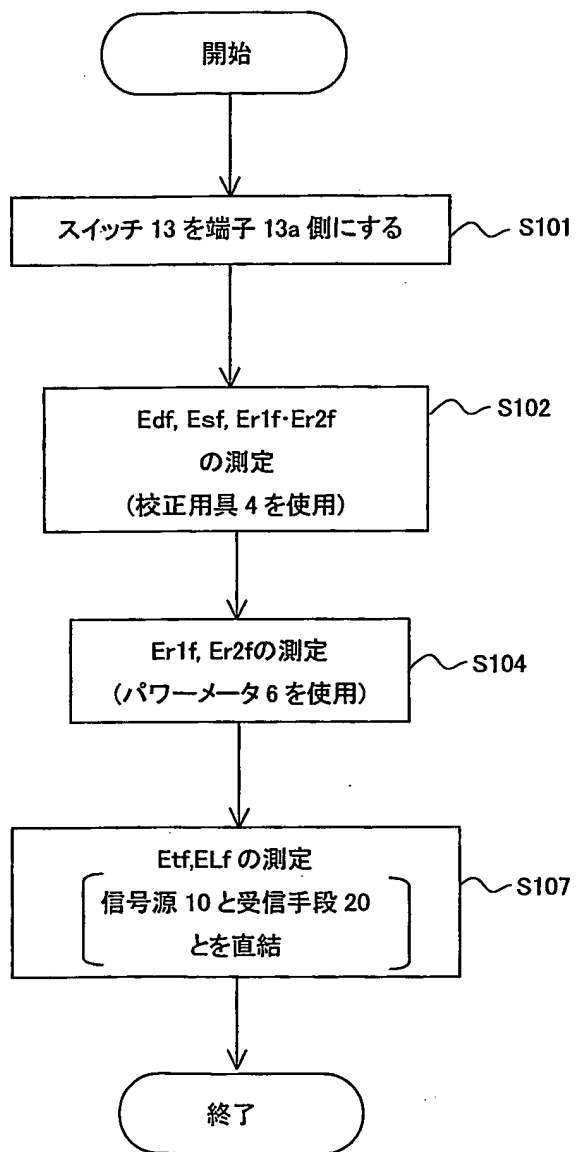 開始
スイッチ 13 を端子 13a 側にする
S101
Edf, Esf, Er1f・Er2f
の測定
(校正用具 4 を使用)
S102
Er1f, Er2fの測定
(パワーメータ 6 を使用)
S104
Etf,ELf の測定
信号源 10 と受信手段 20
とを直結
S107
終了